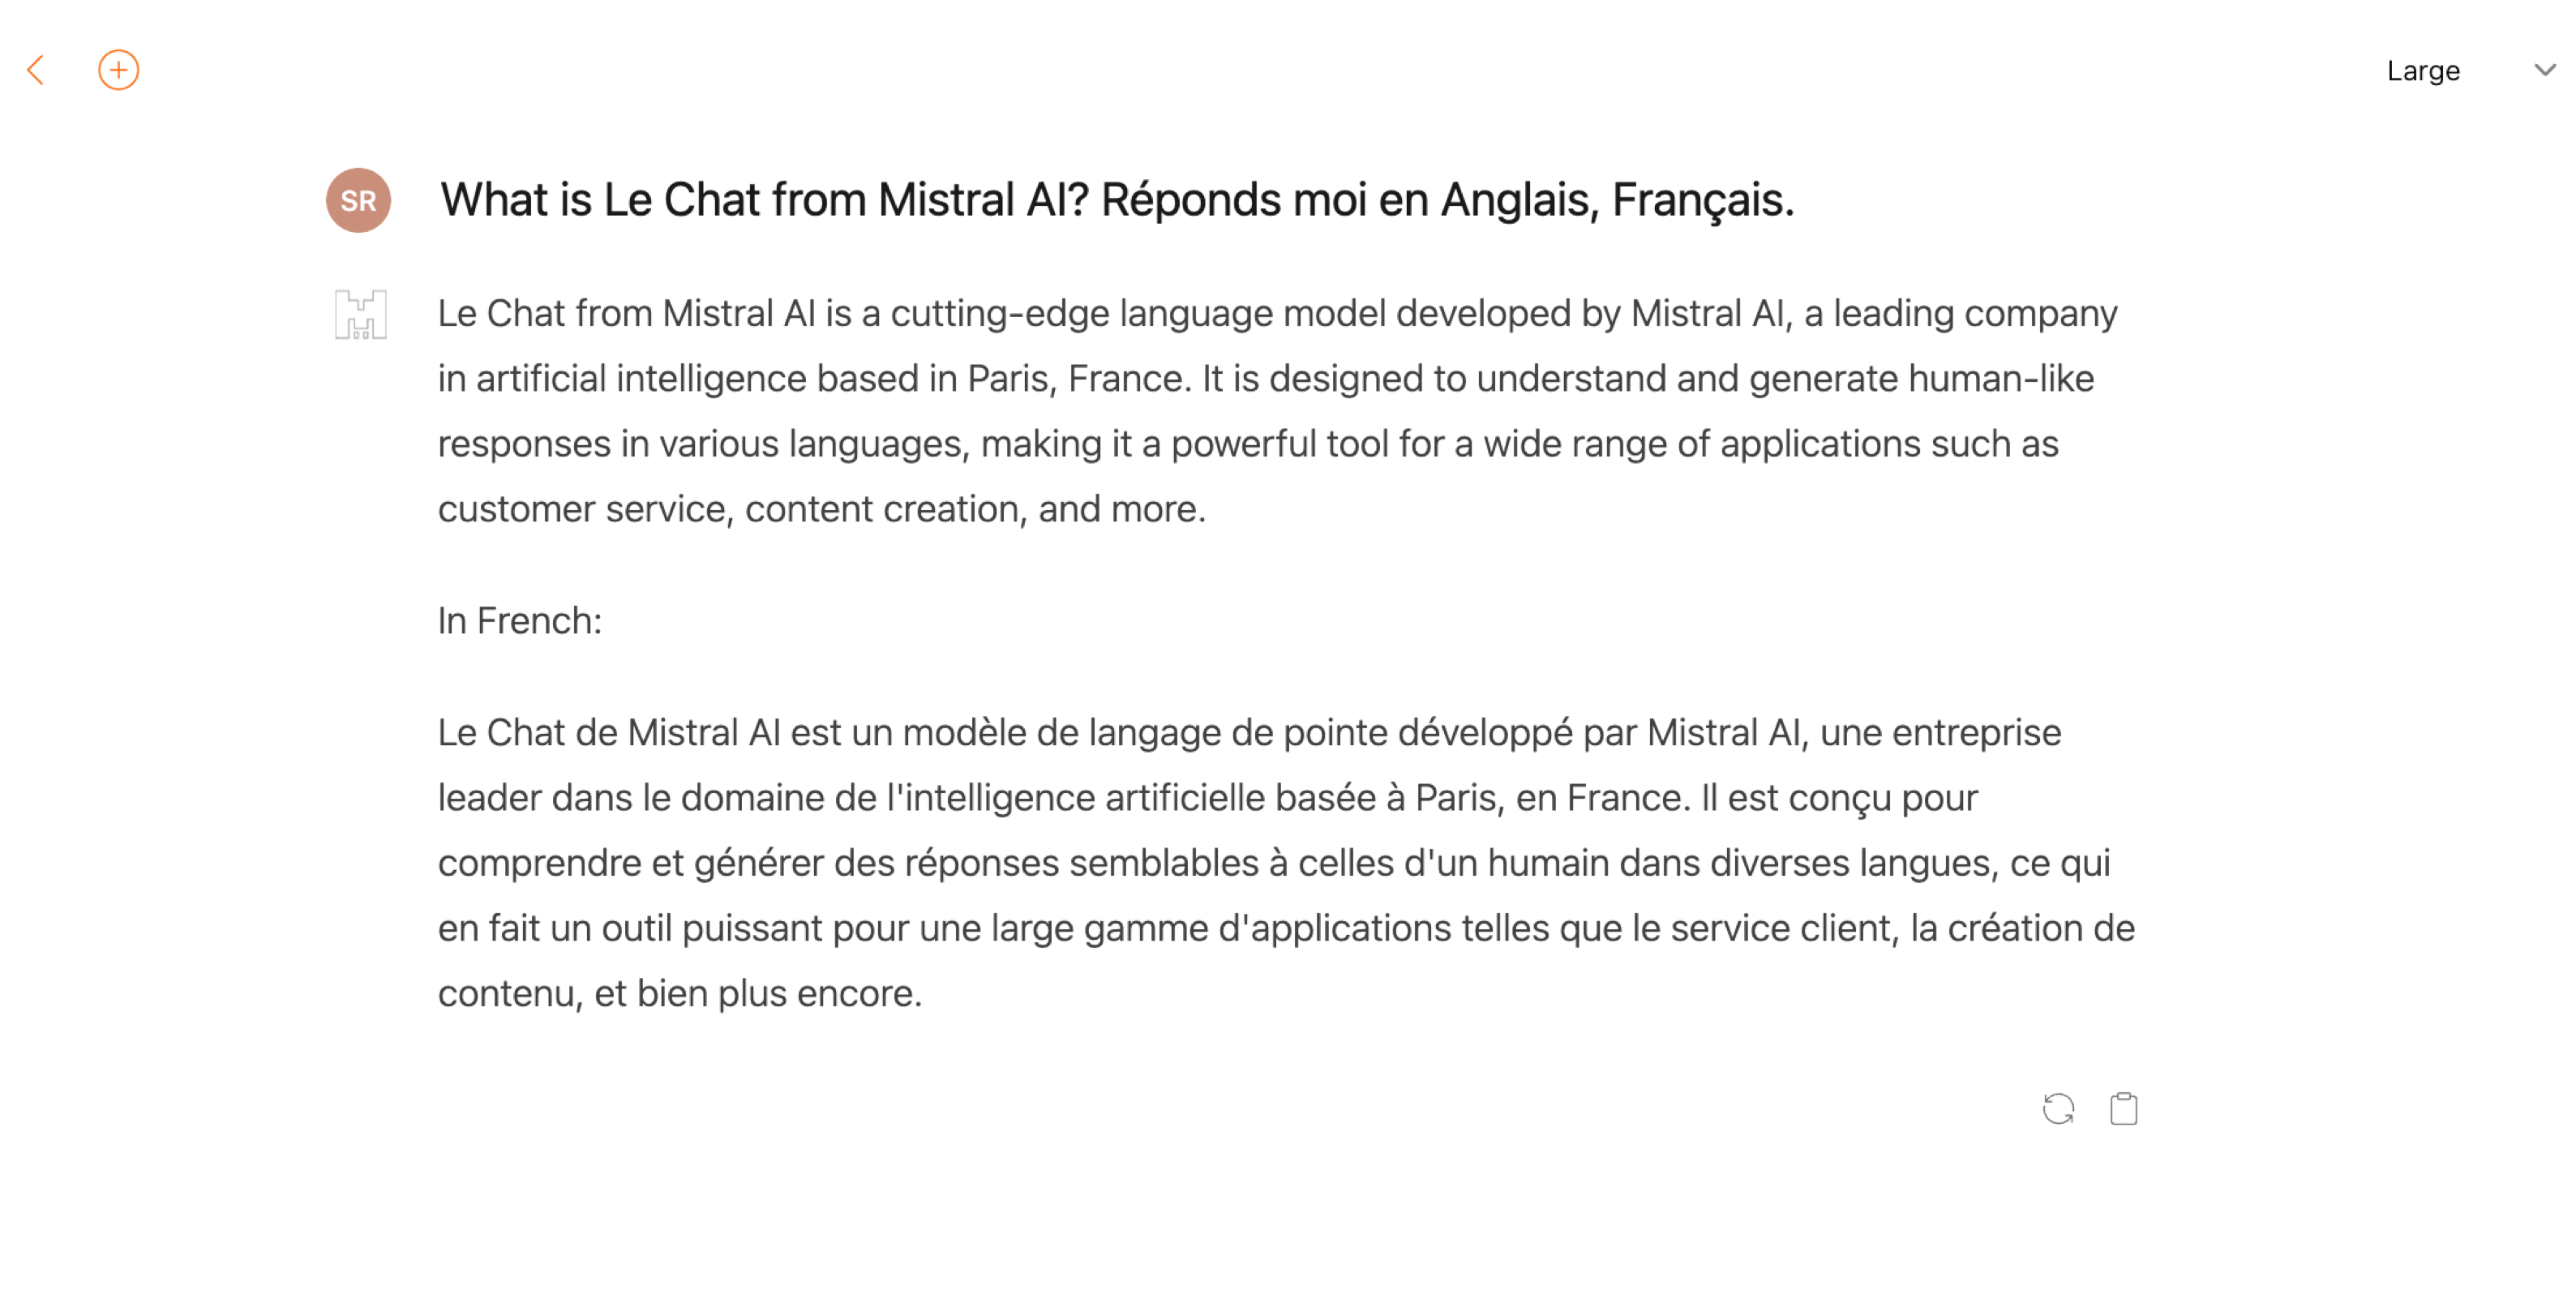 Large
SR
What is Le Chat from Mistral AI? Réponds moi en Anglais, Français.
Le Chat from Mistral AI is a cutting-edge language model developed by Mistral AI, a leading company
in artificial intelligence based in Paris, France. It is designed to understand and generate human-like
responses in various languages, making it a powerful tool for a wide range of applications such as
customer service, content creation, and more.
In French:
Le Chat de Mistral AI est un modèle de langage de pointe développé par Mistral AI, une entreprise
leader dans le domaine de l'intelligence artificielle basée à Paris, en France. Il est conçu pour
comprendre et générer des réponses semblables à celles d'un humain dans diverses langues, ce qui
en fait un outil puissant pour une large gamme d'applications telles que le service client, la création de
contenu, et bien plus encore.